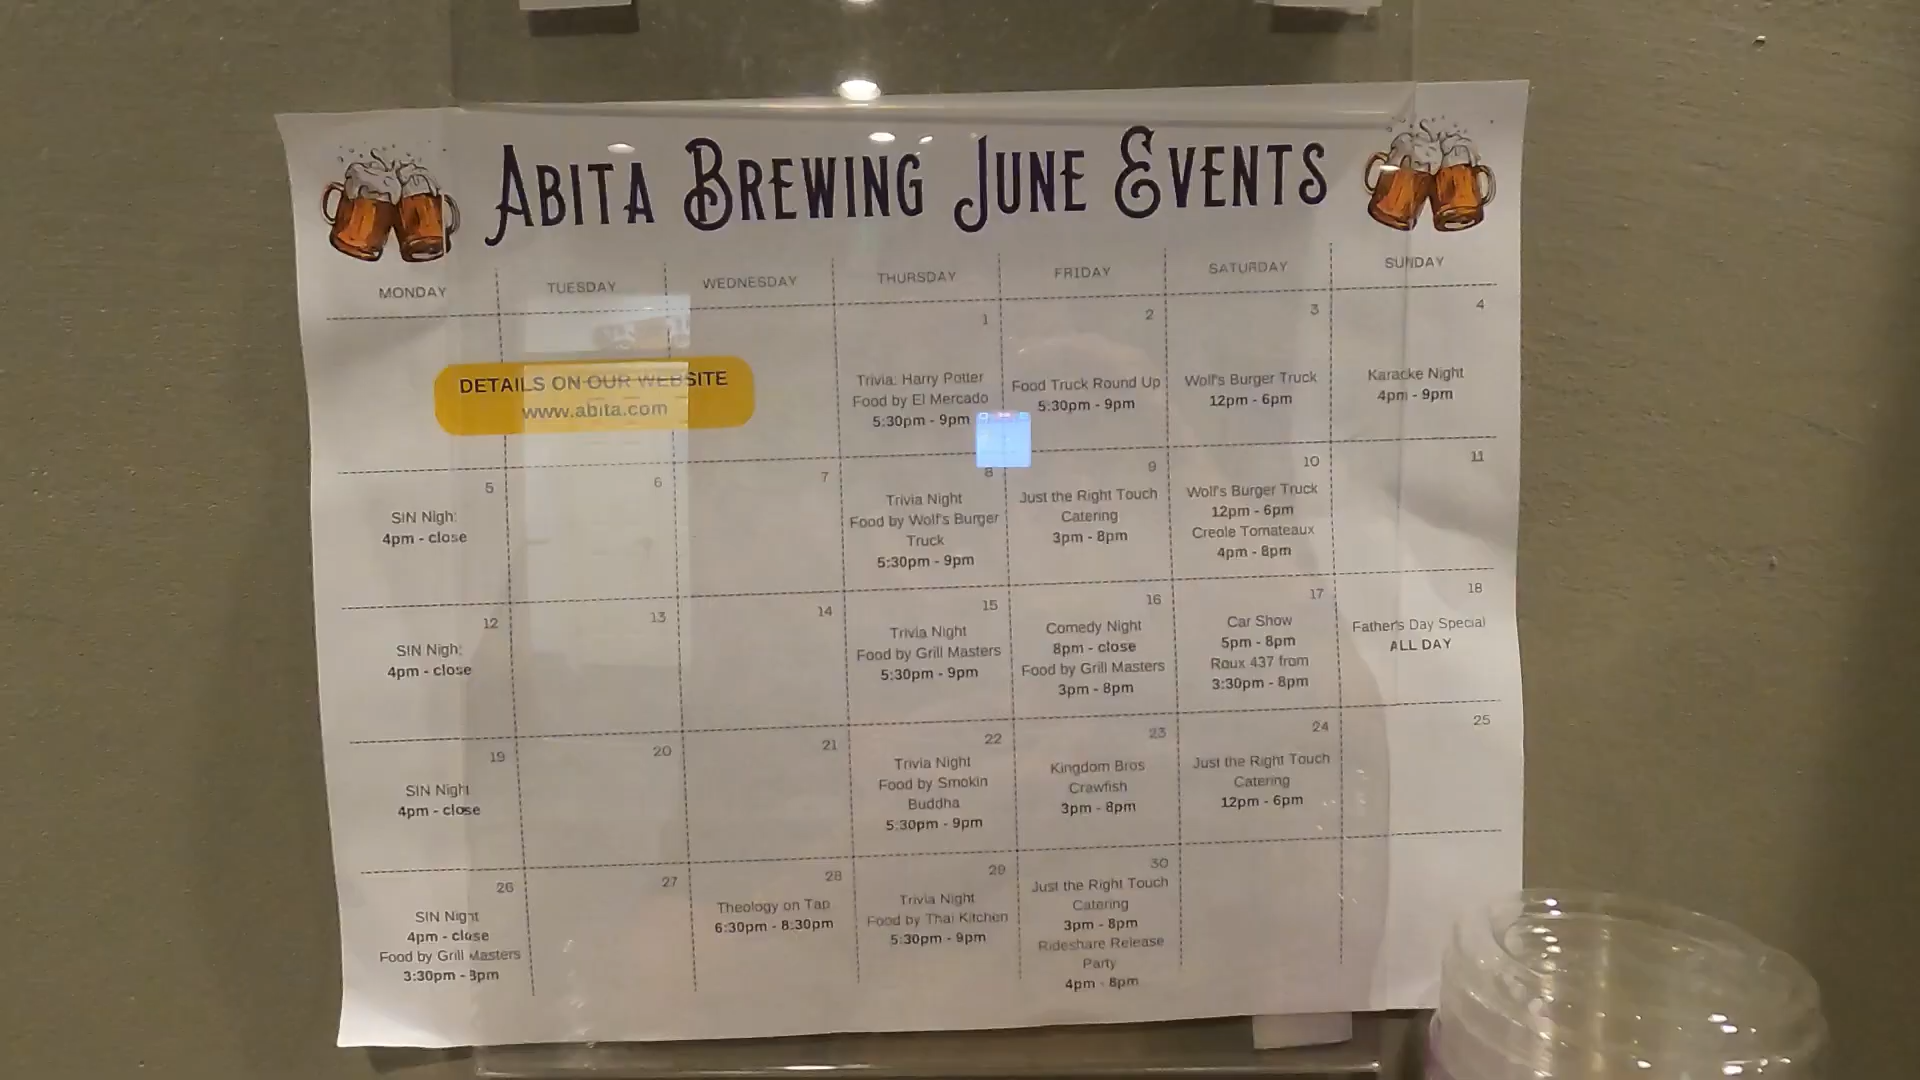 ABITA BREWING JUNE EVENTS
MONDAY
TUESDAY
WEDNESDAY
THURSDAY
FRIDAY
SATURDAY
SUNDAY
DETAILS ON OUR WEBSITE
www.abita.com
1
Trivia: Harry Potter
Food by El Mercado
5:30pm - 9pm
2
Food Truck Round Up
5:30pm - 9pm
3
Wolf's Burger Truck
12pm - 6pm
4
Karaoke Night
4pm - 9pm
5
SIN Night
4pm - close
6
7
8
Trivia Night
Food by Wolf's Burger
Truck
5:30pm - 9pm
9
Just the Right Touch
Catering
3pm - 8pm
10
Wolf's Burger Truck
12pm - 6pm
Creole Tomateaux
4pm - 8pm
11
12
SIN Night
4pm - close
13
14
15
Trivia Night
Food by Grill Masters
5:30pm - 9pm
16
Comedy Night
8pm - close
Food by Grill Masters
3pm - 8pm
17
Car Show
5pm - 8pm
Roux 437 from
3:30pm - 8pm
18
Father's Day Special
ALL DAY
19
SIN Night
4pm - close
20
21
22
Trivia Night
Food by Smokin
Buddha
5:30pm - 9pm
23
Kingdom Bros
Crawfish
3pm - 8pm
24
Just the Right Touch
Catering
12pm - 6pm
25
26
SIN Night
4pm - close
Food by Grill Masters
3:30pm - 8pm
27
28
Theology on Tap
6:30pm - 8:30pm
29
Trivia Night
Food by Thai Kitchen
5:30pm - 9pm
30
Just the Right Touch
Catering
3pm - 8pm
Rideshare Release
Party
4pm - 8pm